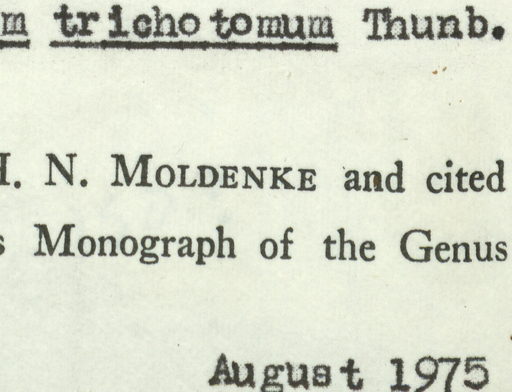 m trichotomum Thunb.
H. N. MOLDENKE and cited
s Monograph of the Genus
August 1975